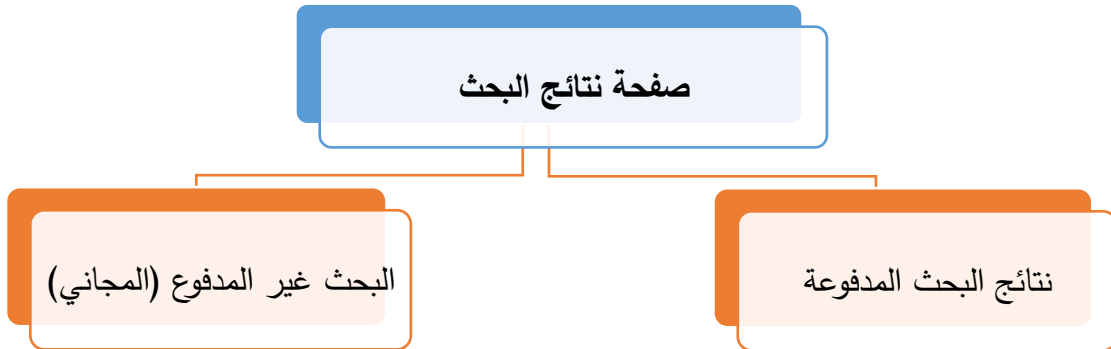 صفحة نتائج البحث
نتائج البحث المدفوعة
البحث غير المدفوع (المجاني)